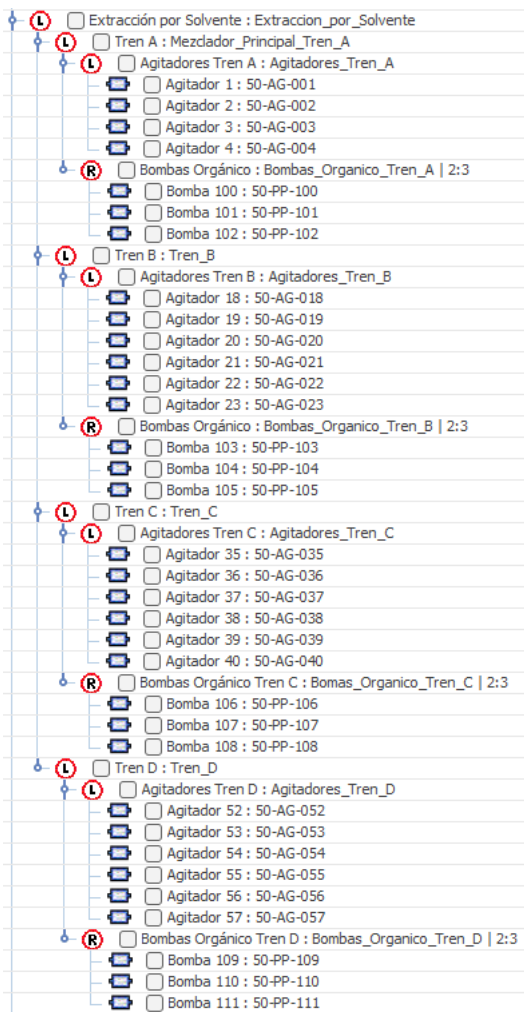 L Extracción por Solvente : Extraccion_por_Solvente
L Tren A : Mezclador_Principal_Tren_A
L Agitadores Tren A : Agitadores_Tren_A
Agitador 1 : 50-AG-001
Agitador 2 : 50-AG-002
Agitador 3 : 50-AG-003
Agitador 4 : 50-AG-004
R Bombas Orgánico : Bombas_Organico_Tren_A | 2:3
Bomba 100 : 50-PP-100
Bomba 101 : 50-PP-101
Bomba 102 : 50-PP-102
L Tren B : Tren_B
L Agitadores Tren B : Agitadores_Tren_B
Agitador 18 : 50-AG-018
Agitador 19 : 50-AG-019
Agitador 20 : 50-AG-020
Agitador 21 : 50-AG-021
Agitador 22 : 50-AG-022
Agitador 23 : 50-AG-023
R Bombas Orgánico : Bombas_Organico_Tren_B | 2:3
Bomba 103 : 50-PP-103
Bomba 104 : 50-PP-104
Bomba 105 : 50-PP-105
L Tren C : Tren_C
L Agitadores Tren C : Agitadores_Tren_C
Agitador 35 : 50-AG-035
Agitador 36 : 50-AG-036
Agitador 37 : 50-AG-037
Agitador 38 : 50-AG-038
Agitador 39 : 50-AG-039
Agitador 40 : 50-AG-040
R Bombas Orgánico Tren C : Bomas_Organico_Tren_C | 2:3
Bomba 106 : 50-PP-106
Bomba 107 : 50-PP-107
Bomba 108 : 50-PP-108
L Tren D : Tren_D
L Agitadores Tren D : Agitadores_Tren_D
Agitador 52 : 50-AG-052
Agitador 53 : 50-AG-053
Agitador 54 : 50-AG-054
Agitador 55 : 50-AG-055
Agitador 56 : 50-AG-056
Agitador 57 : 50-AG-057
R Bombas Orgánico Tren D : Bombas_Organico_Tren_D | 2:3
Bomba 109 : 50-PP-109
Bomba 110 : 50-PP-110
Bomba 111 : 50-PP-111